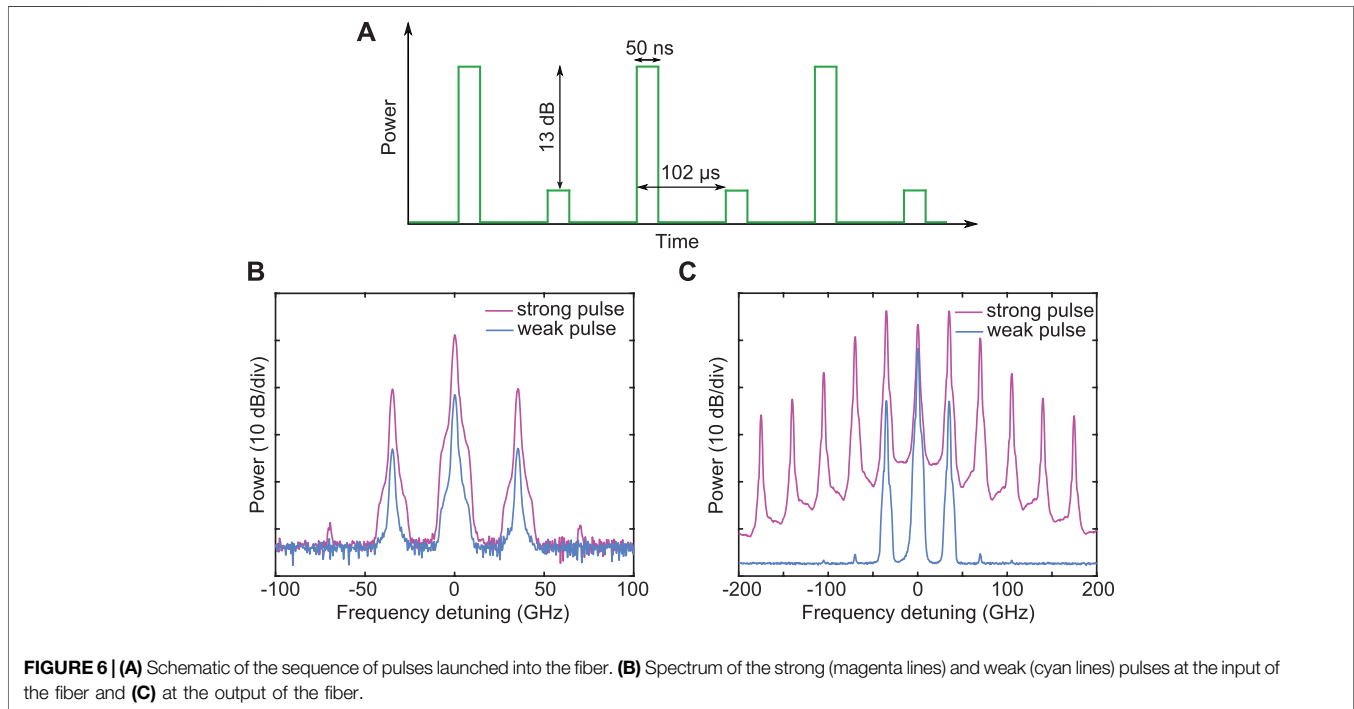 A
50 ns
13 dB
102 µs
Power
Time
B
strong pulse
weak pulse
Power (10 dB/div)
-100
-50
0
50
100
Frequency detuning (GHz)
C
strong pulse
weak pulse
Power (10 dB/div)
-200
-100
0
100
200
Frequency detuning (GHz)
FIGURE 6 | (A) Schematic of the sequence of pulses launched into the fiber. (B) Spectrum of the strong (magenta lines) and weak (cyan lines) pulses at the input of
the fiber and (C) at the output of the fiber.